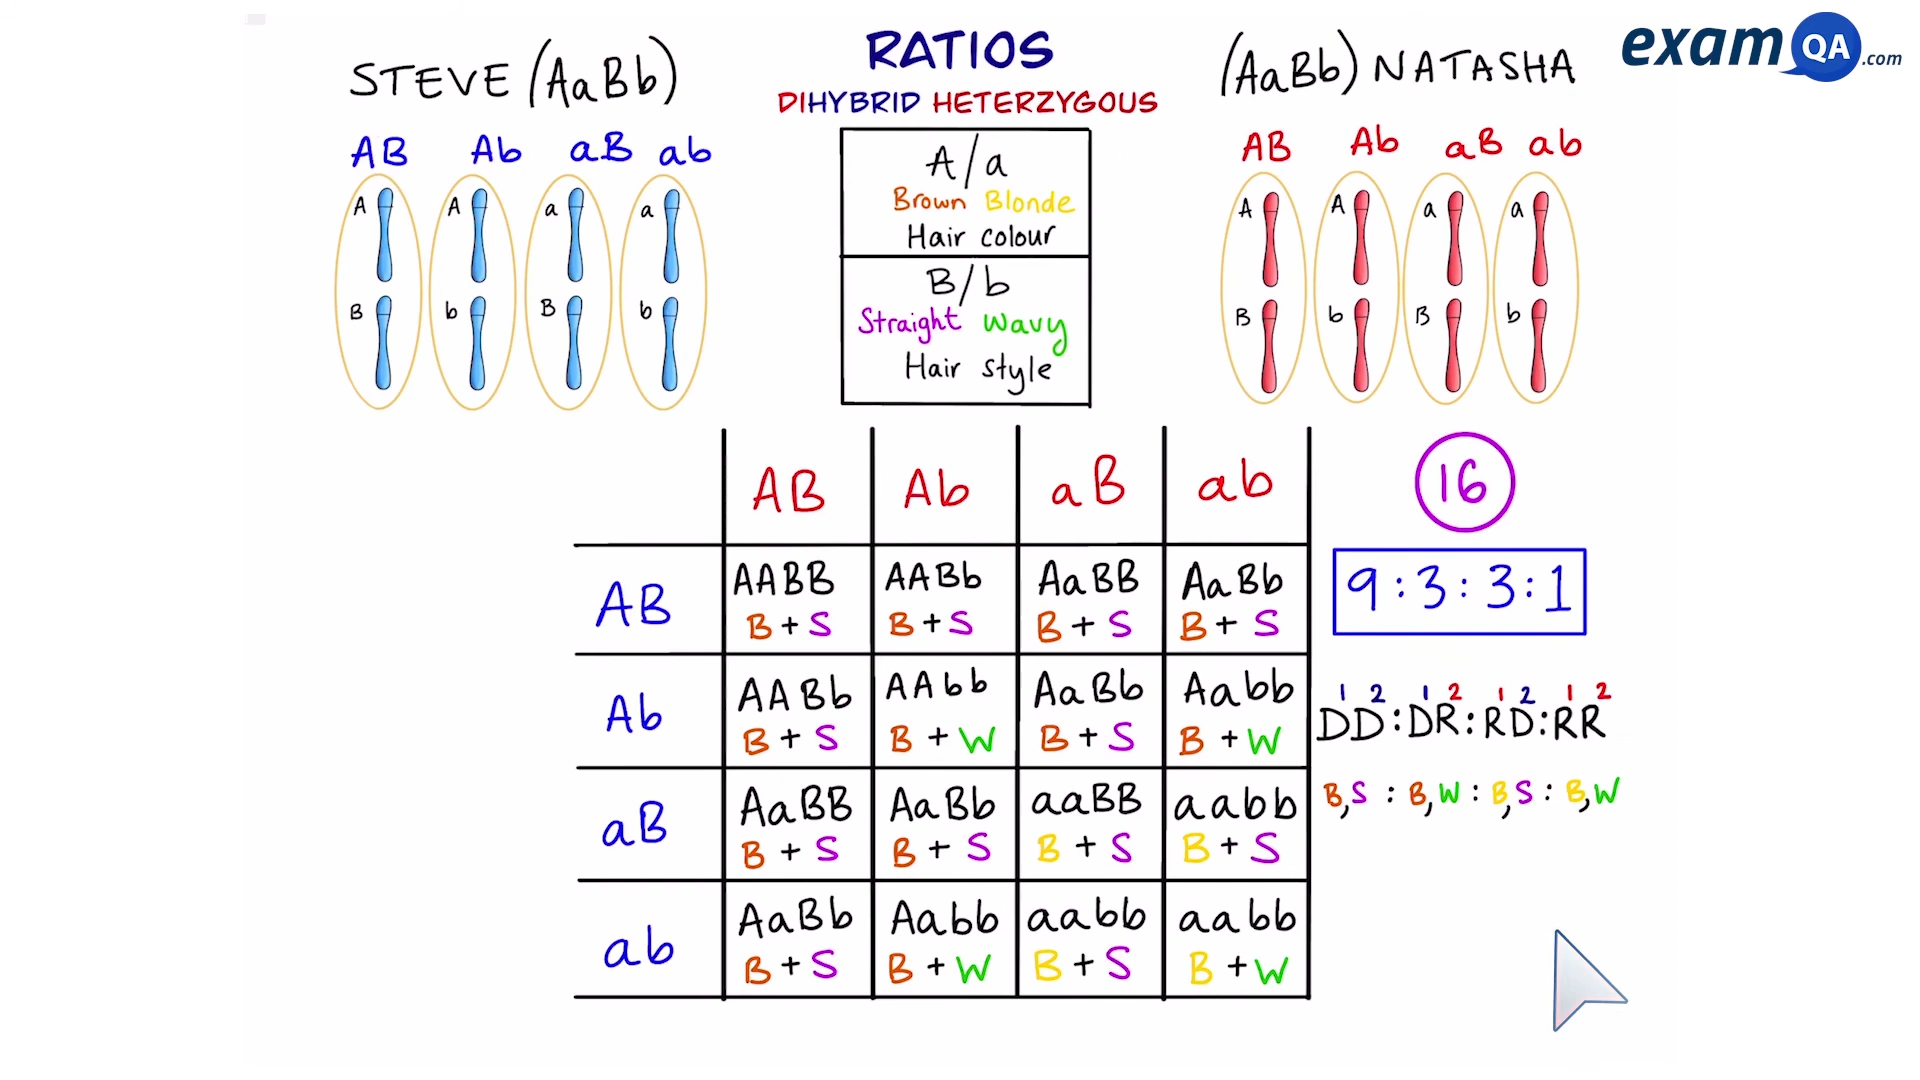 STEVE (AaBb)
RATIOS
(AaBb) NATASHA
examQA.com
DIHYBRID HETERZYGOUS
AB Ab aB ab
A A a a
B b B b
A/a
Brown Blonde
Hair colour
B/b
Straight Wavy
Hair style
AB Ab aB ab
A A a a
B b B b
AB Ab aB ab
AB AABB AABb AaBB AaBb
B + S B + S B + S B + S
Ab AABb AAbb AaBb Aabb
B + S B + W B + S B + W
aB AaBB AaBb aaBB aabb
B + S B + S B + S B + S
ab AaBb Aabb aabb aabb
B + S B + W B + S B + W
16
9:3:3:1
1 2 1 2 1 2 1 2
DD:DR:RD:RR
B,S : B,W : B,S : B,W